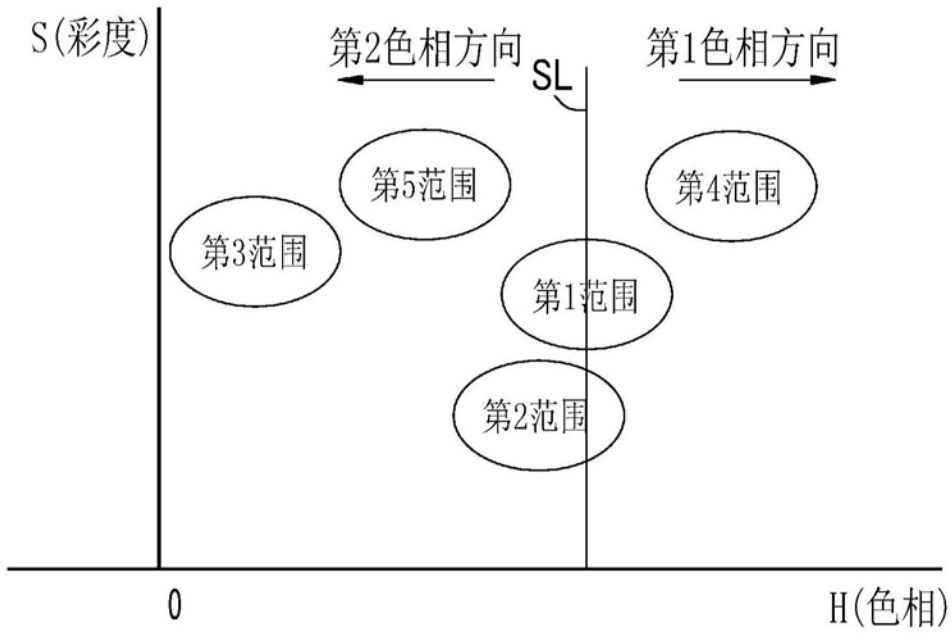 S(彩度)
第2色相方向
第1色相方向
SL
第5范围
第4范围
第3范围
第1范围
第2范围
0
H(色相)